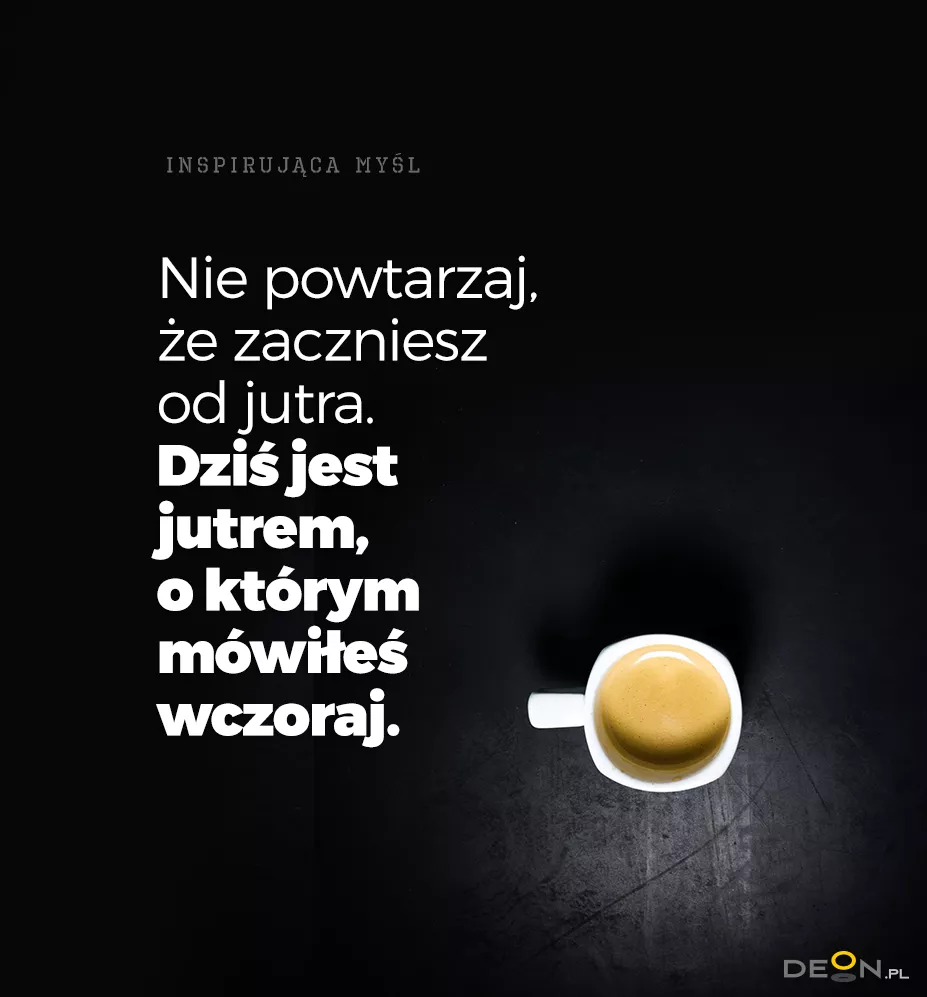 INSPIRUJĄCA MYŚL
Nie powtarzaj,
że zaczniesz
od jutra.
Dziś jest
jutrem,
o którym
mówiłeś
wczoraj.
DEON.PL